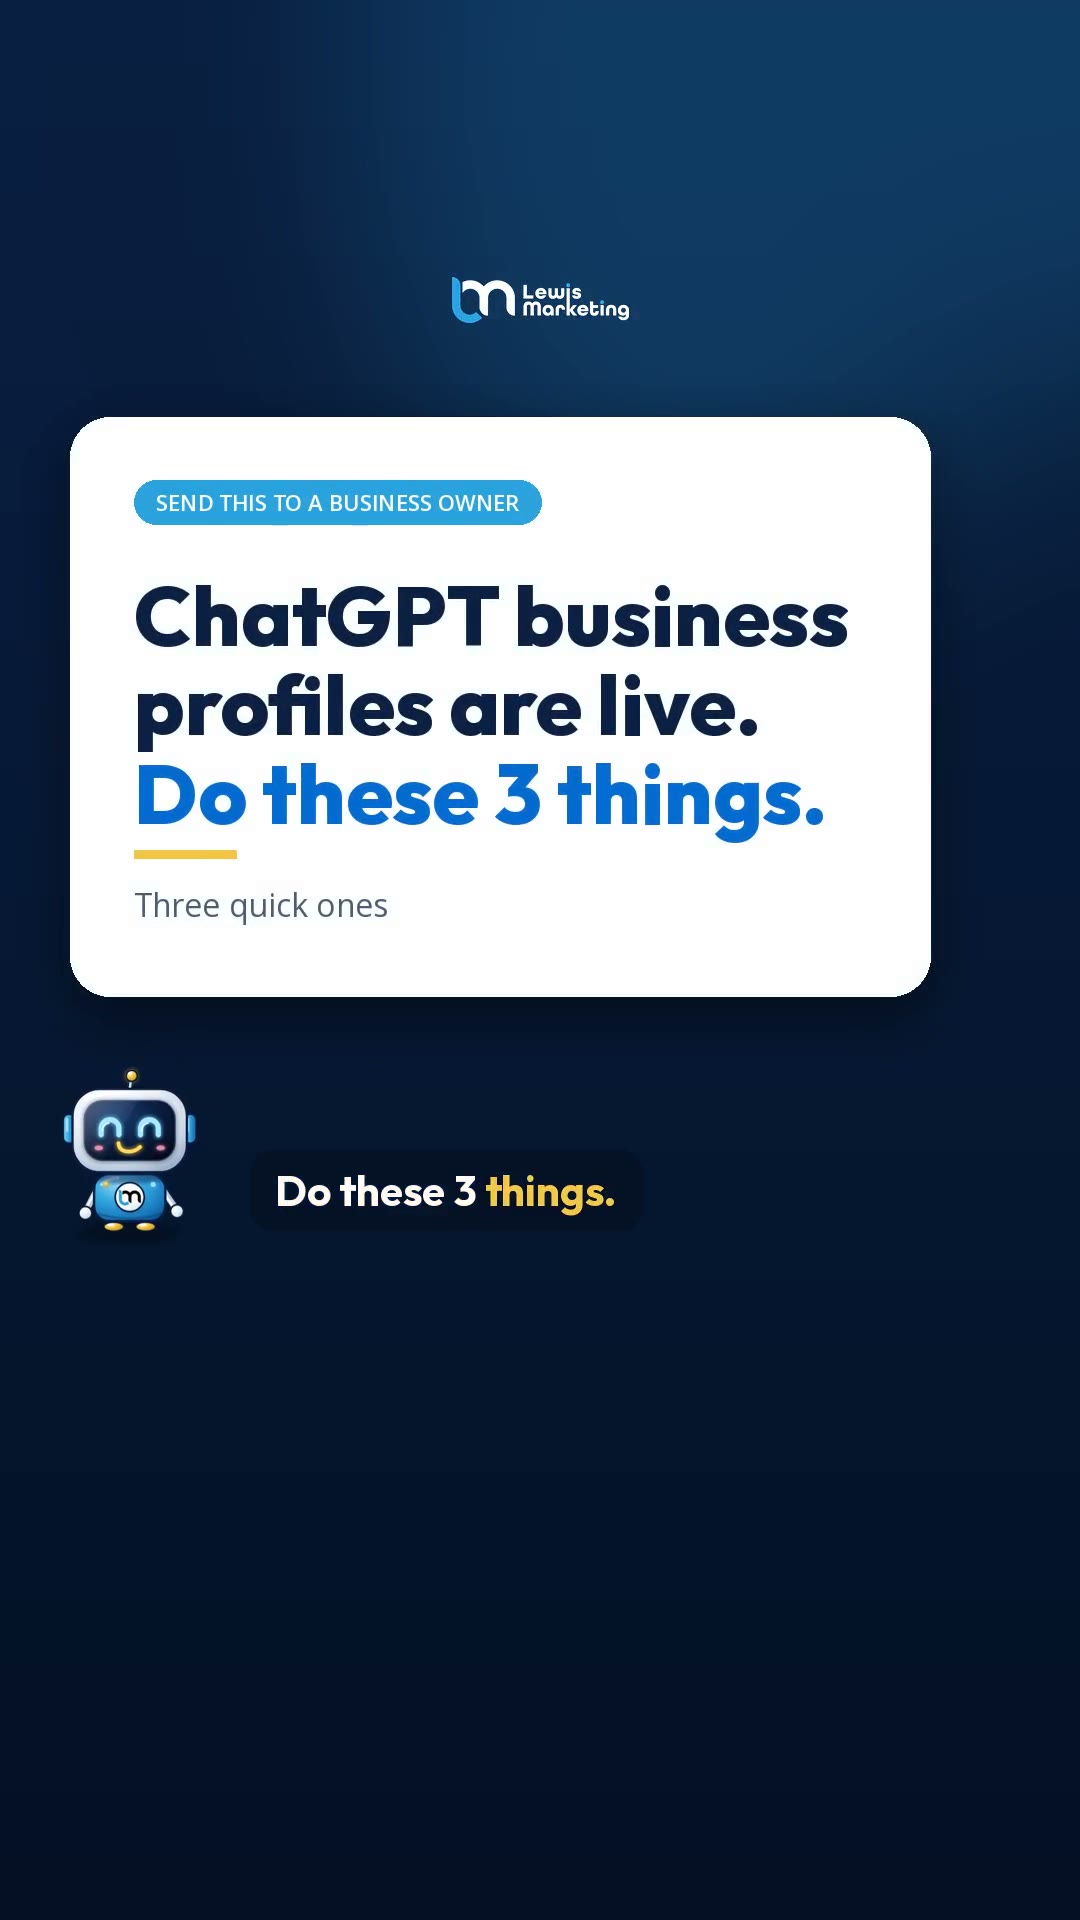 Lewis
Marketing
SEND THIS TO A BUSINESS OWNER
ChatGPT business
profiles are live.
Do these 3 things.
Three quick ones
Do these 3 things.